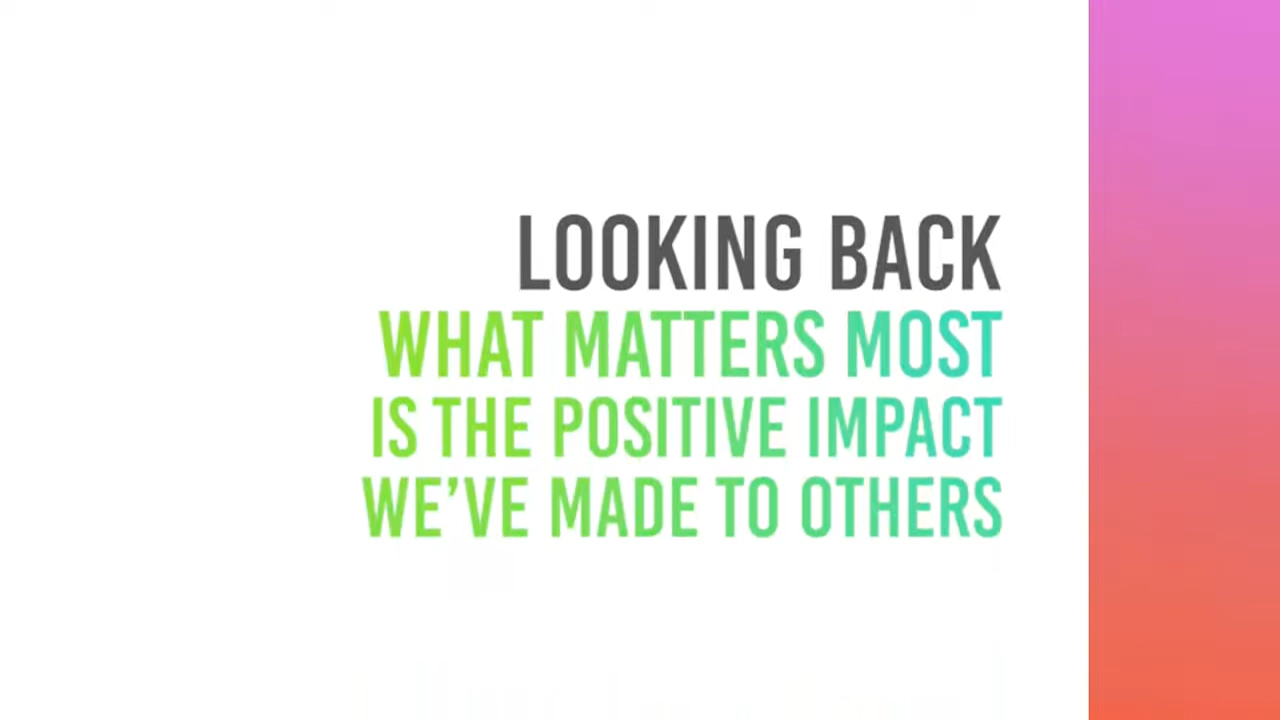 LOOKING BACK
WHAT MATTERS MOST
IS THE POSITIVE IMPACT
WE’VE MADE TO OTHERS